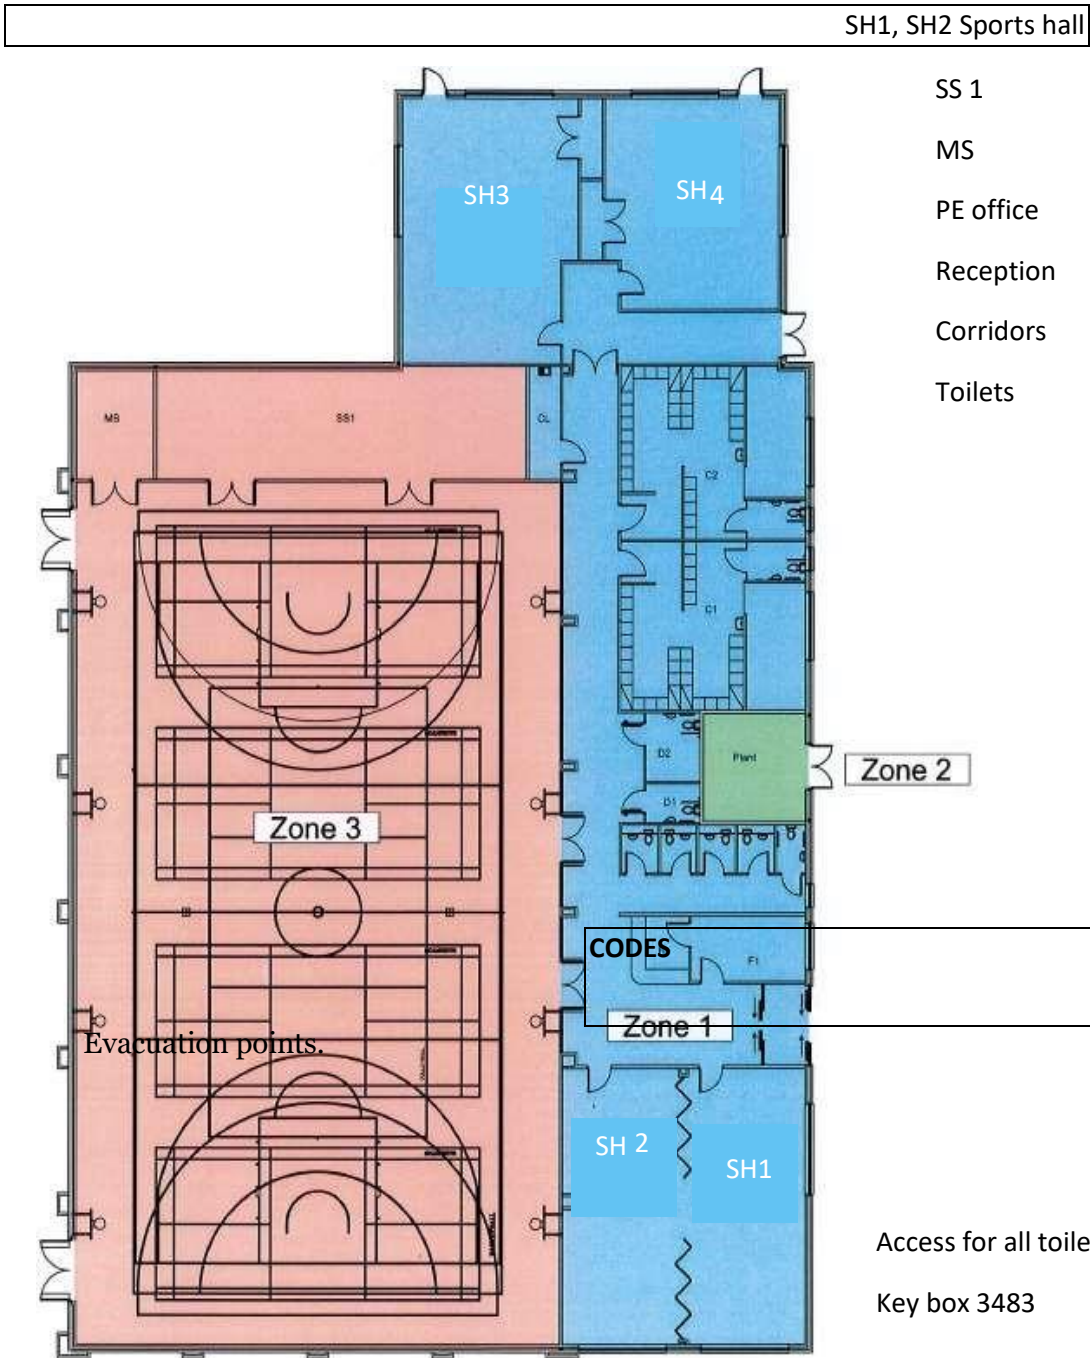 SH1, SH2 Sports hall
SS 1
MS
PE office
Reception
Corridors
Toilets
SH3
SH 4
MS
SS1
CL
C2
C1
D2
Plant
Zone 2
D1
Zone 3
CODES
F1
Zone 1
Evacuation points.
SH 2
SH1
Access for all toile
Key box 3483